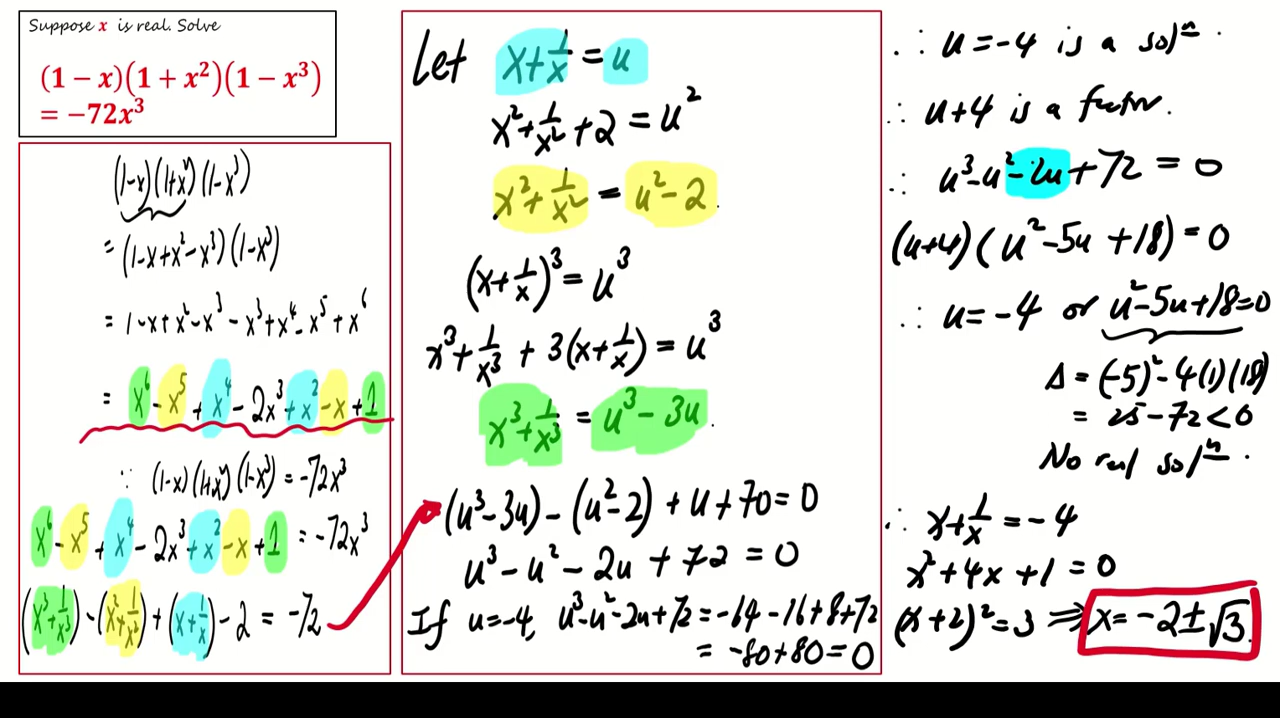 Suppose x is real. Solve
(1 − x)(1 + x²)(1 − x³)
= −72x³
(1-x)(1+x²)(1-x³)
= (1-x+x²-x³)(1-x³)
= 1-x+x²-x³-x³+x⁴-x⁵+x⁶
= x⁶-x⁵+x⁴-2x³+x²-x+1
∵ (1-x)(1+x²)(1-x³) = -72x³
x⁶-x⁵+x⁴-2x³+x²-x+1 = -72x³
(x³+1/x³)-(x²+1/x²)+(x+1/x)-2 = -72
Let x+1/x = u
x²+1/x²+2 = u²
x²+1/x² = u²-2.
(x+1/x)³ = u³
x³+1/x³ + 3(x+1/x) = u³
x³+1/x³ = u³-3u.
(u³-3u)-(u²-2)+u+70=0
u³-u²-2u+72=0
If u=-4, u³-u²-2u+72=-64-16+8+72
= -80+80=0
∴ u=-4 is a solⁿ.
∴ u+4 is a factor.
∴ u³-u²-2u+72=0
(u+4)(u²-5u+18)=0
∴ u=-4 or u²-5u+18=0
Δ=(-5)²-4(1)(18)
= 25-72<0
No real solⁿ.
∴ x+1/x=-4
x²+4x+1=0
(x+2)²=3 ⇒ x=-2±√3.